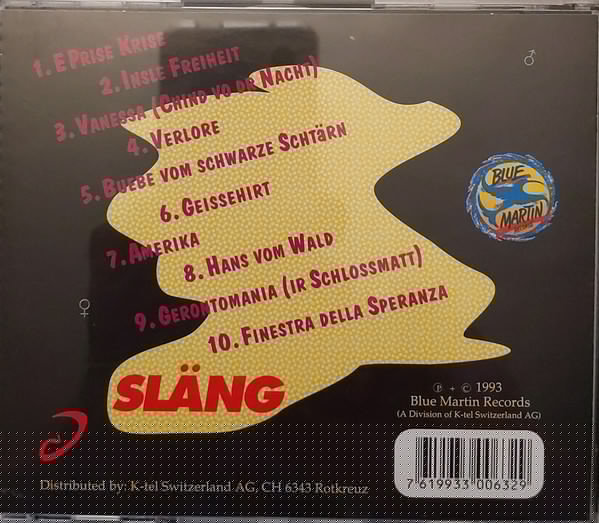 1. E Prise Krise
2. Insle Freiheit
3. Vanessa (Chind vo dr Nacht)
4. Verlore
5. Buebe vom schwarze Schtärn
6. Geissehirt
7. Amerika
8. Hans vom Wald
9. Gerontomania (ir Schlossmatt)
10. Finestra della Speranza
BLUE
MARTIN
RECORDS
SLÄNG
℗ + © 1993
Blue Martin Records
(A Division of K-tel Switzerland AG)
Distributed by: K-tel Switzerland AG, CH 6343 Rotkreuz
7 619933 006329